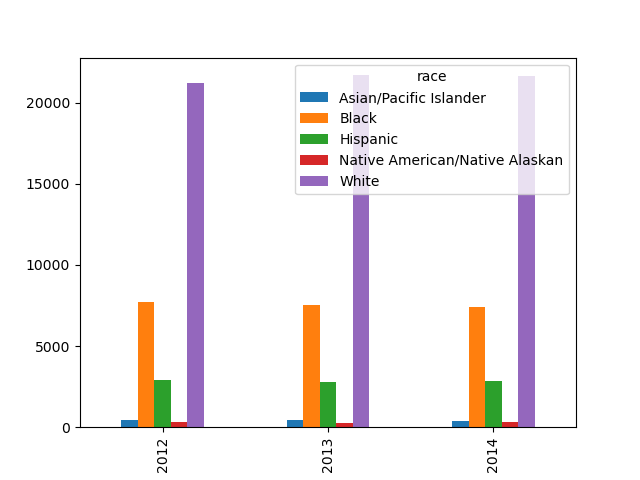 race
Asian/Pacific Islander
Black
Hispanic
Native American/Native Alaskan
White
20000
15000
10000
5000
0
2012
2013
2014